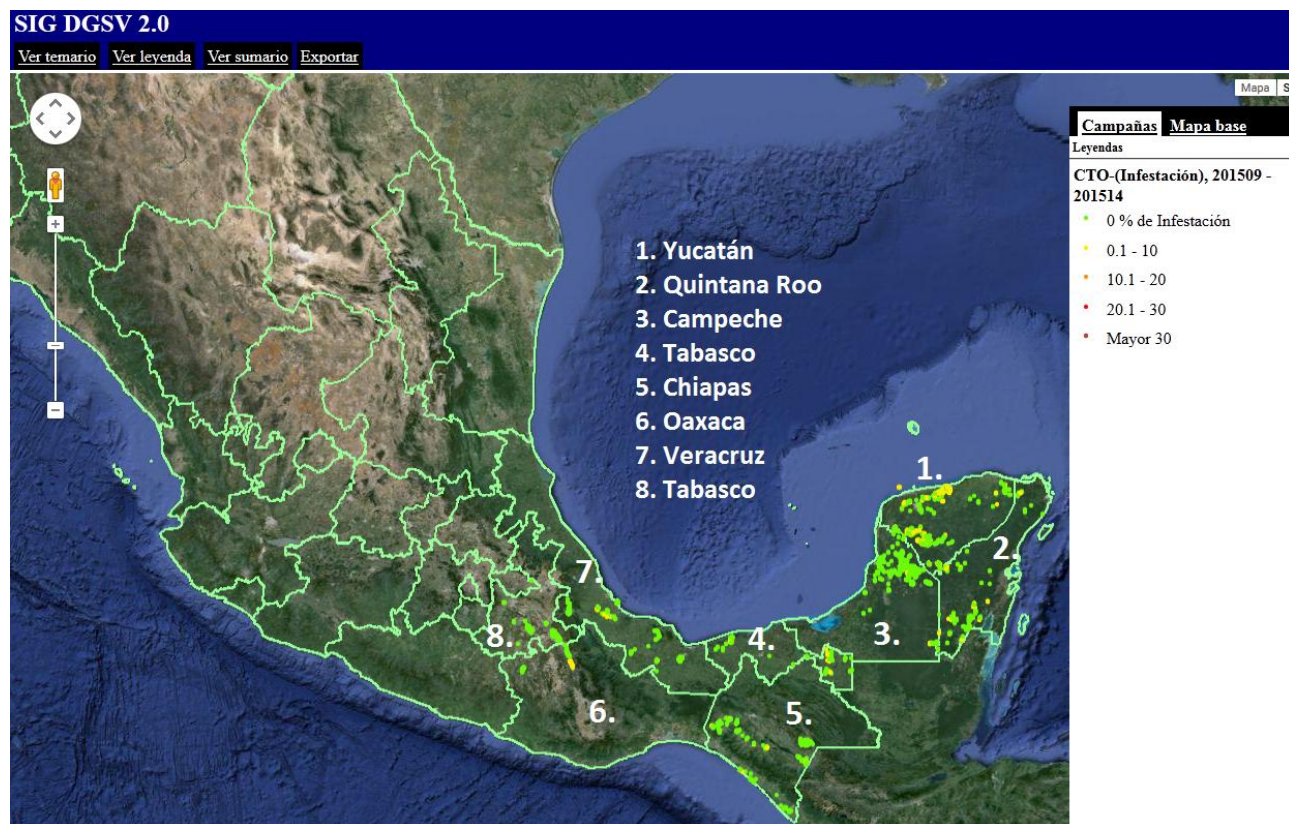 SIG DGSV 2.0
Ver temario Ver leyenda Ver sumario Exportar
Mapa S
Campañas Mapa base
Leyendas
CTO-(Infestación), 201509 -
201514
0 % de Infestación
0.1 - 10
10.1 - 20
20.1 - 30
Mayor 30
1. Yucatán
2. Quintana Roo
3. Campeche
4. Tabasco
5. Chiapas
6. Oaxaca
7. Veracruz
8. Tabasco
1.
2.
7.
8.
4.
3.
6.
5.